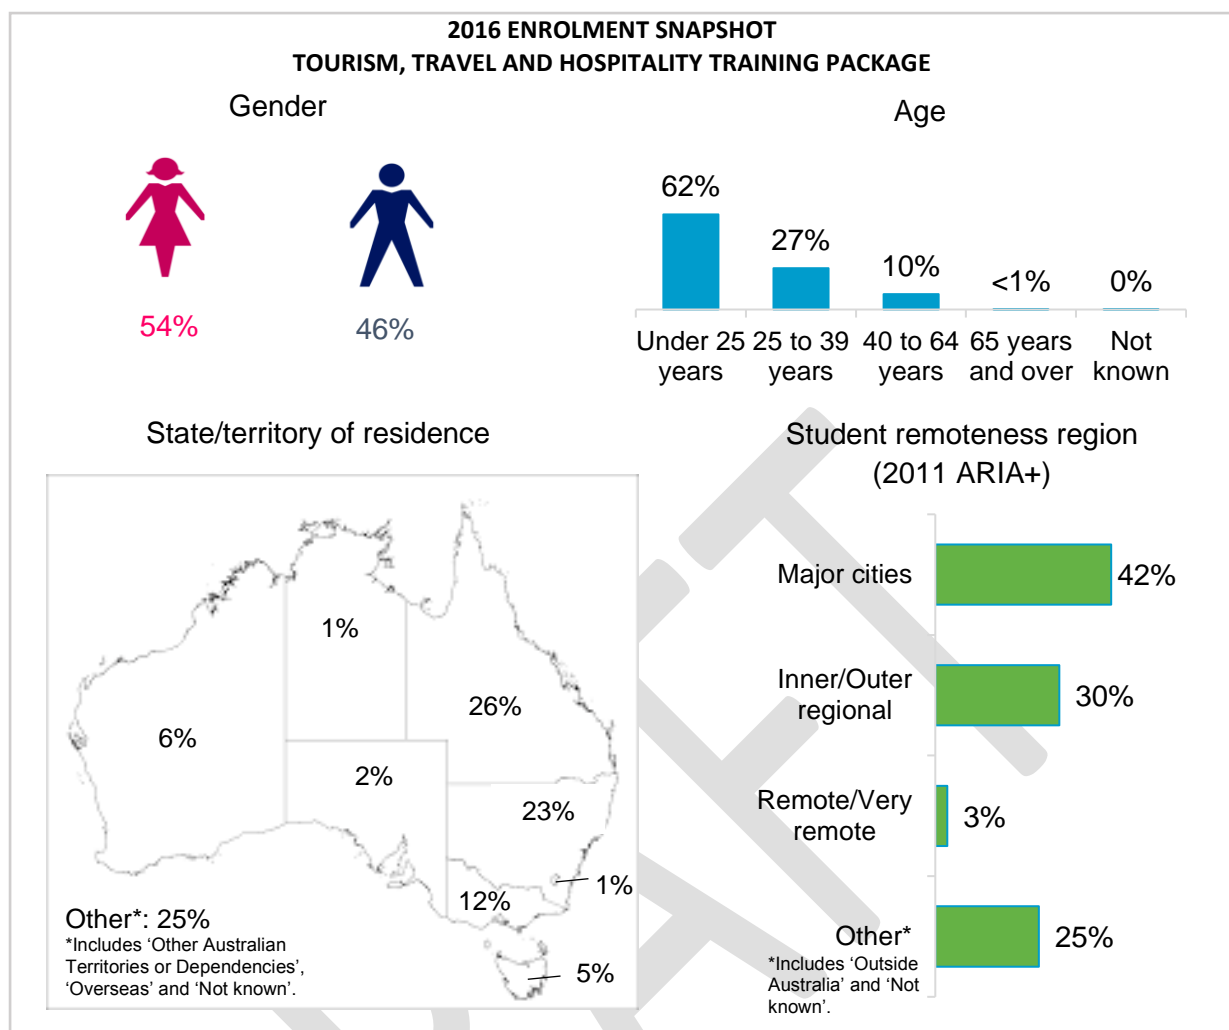 2016 ENROLMENT SNAPSHOT
TOURISM, TRAVEL AND HOSPITALITY TRAINING PACKAGE
Gender
54%
46%
Age
62%
27%
10%
<1%
0%
Under 25
years
25 to 39
years
40 to 64
years
65 years
and over
Not
known
State/territory of residence
1%
26%
6%
2%
23%
1%
12%
5%
Other*: 25%
*Includes ‘Other Australian
Territories or Dependencies’,
‘Overseas’ and ‘Not known’.
Student remoteness region
(2011 ARIA+)
Major cities
42%
Inner/Outer
regional
30%
Remote/Very
remote
3%
Other*
25%
*Includes ‘Outside
Australia’ and ‘Not
known’.
DRAFT